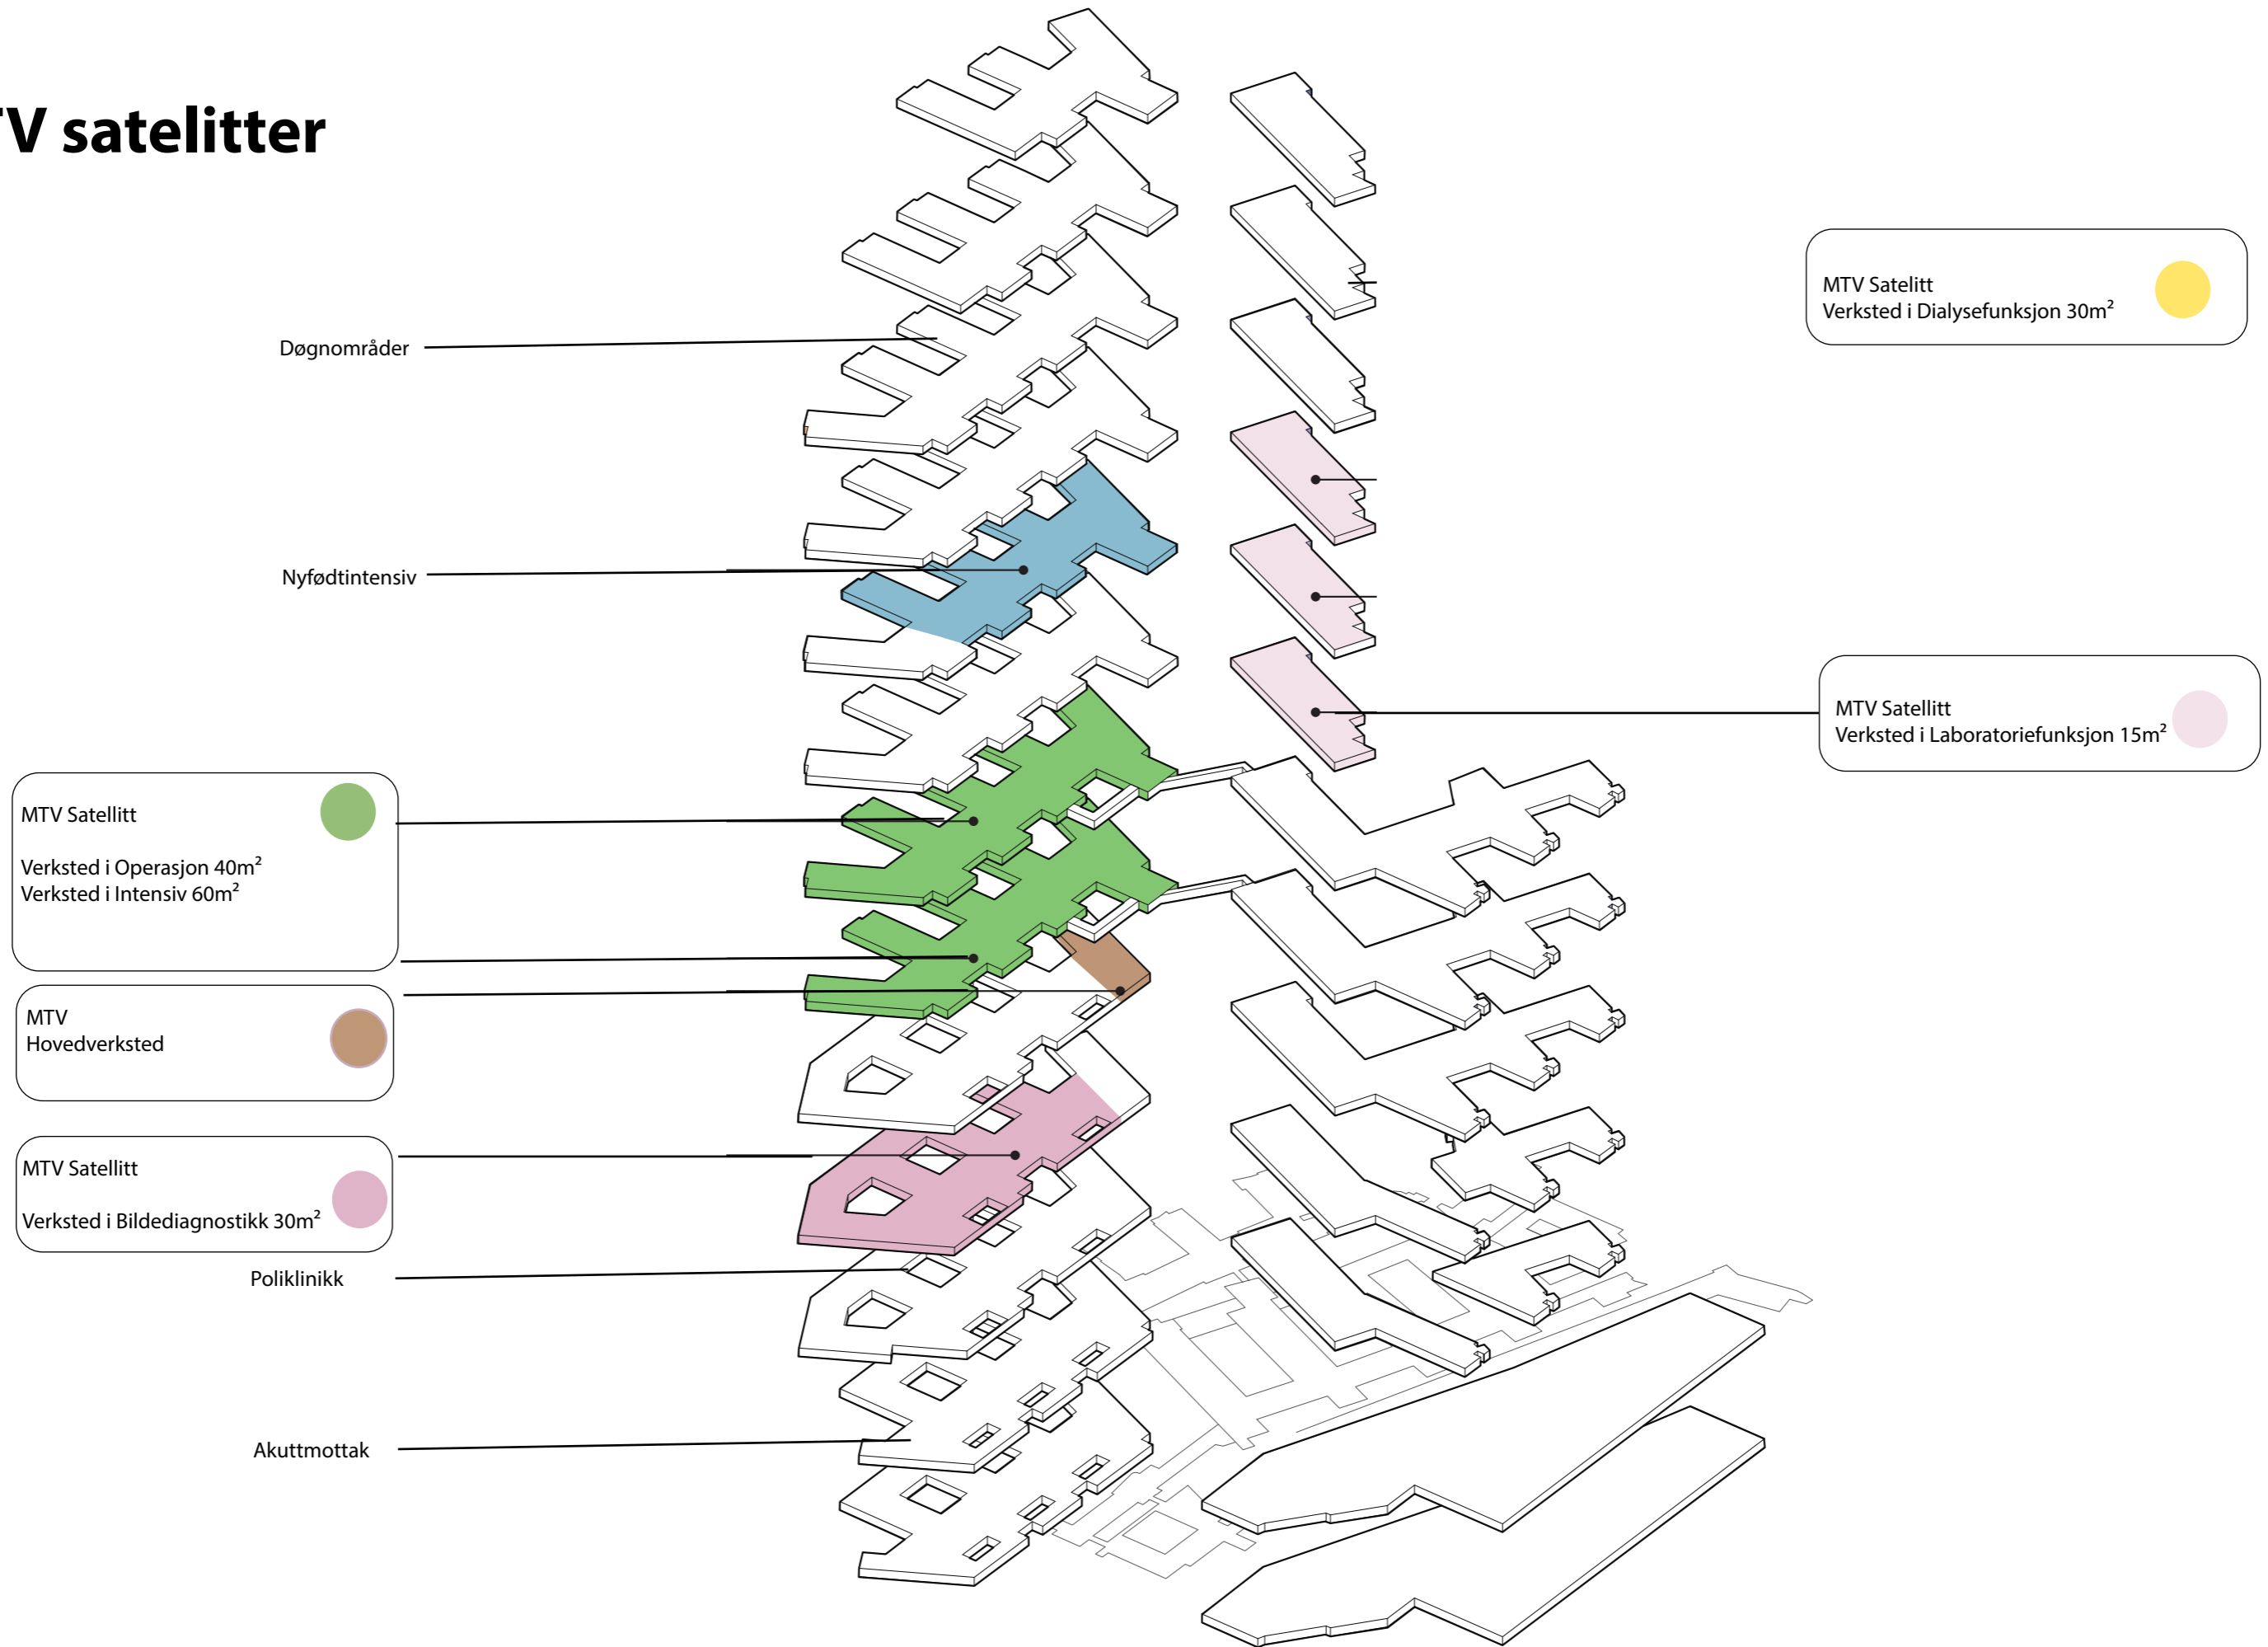 TV satelitter
Døgnområder
Nyfødtintensiv
MTV Satellitt
Verksted i Operasjon 40m²
Verksted i Intensiv 60m²
MTV
Hovedverksted
MTV Satellitt
Verksted i Bildediagnostikk 30m²
Poliklinikk
Akuttmottak
MTV Satelitt
Verksted i Dialysefunksjon 30m²
MTV Satellitt
Verksted i Laboratoriefunksjon 15m²